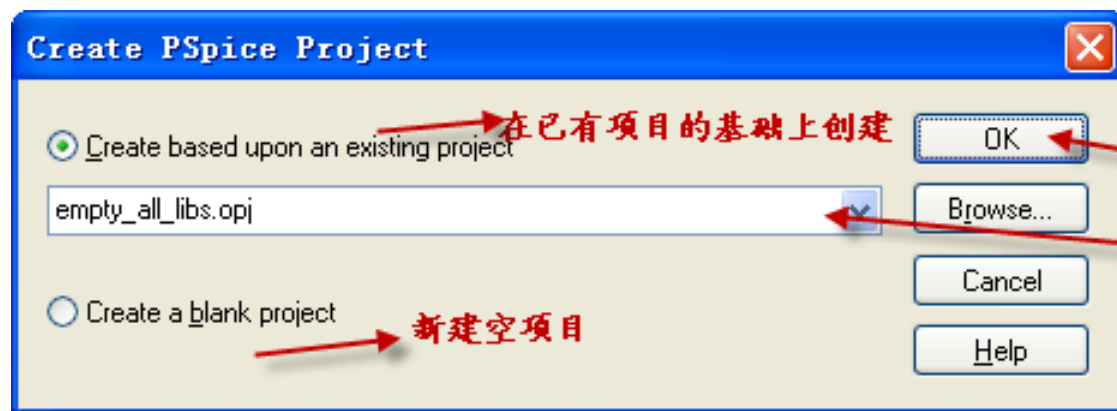 Create PSpice Project
在已有项目的基础上创建
Create based upon an existing project
OK
empty_all_libs.opj
Browse...
Cancel
Create a blank project
新建空项目
Help